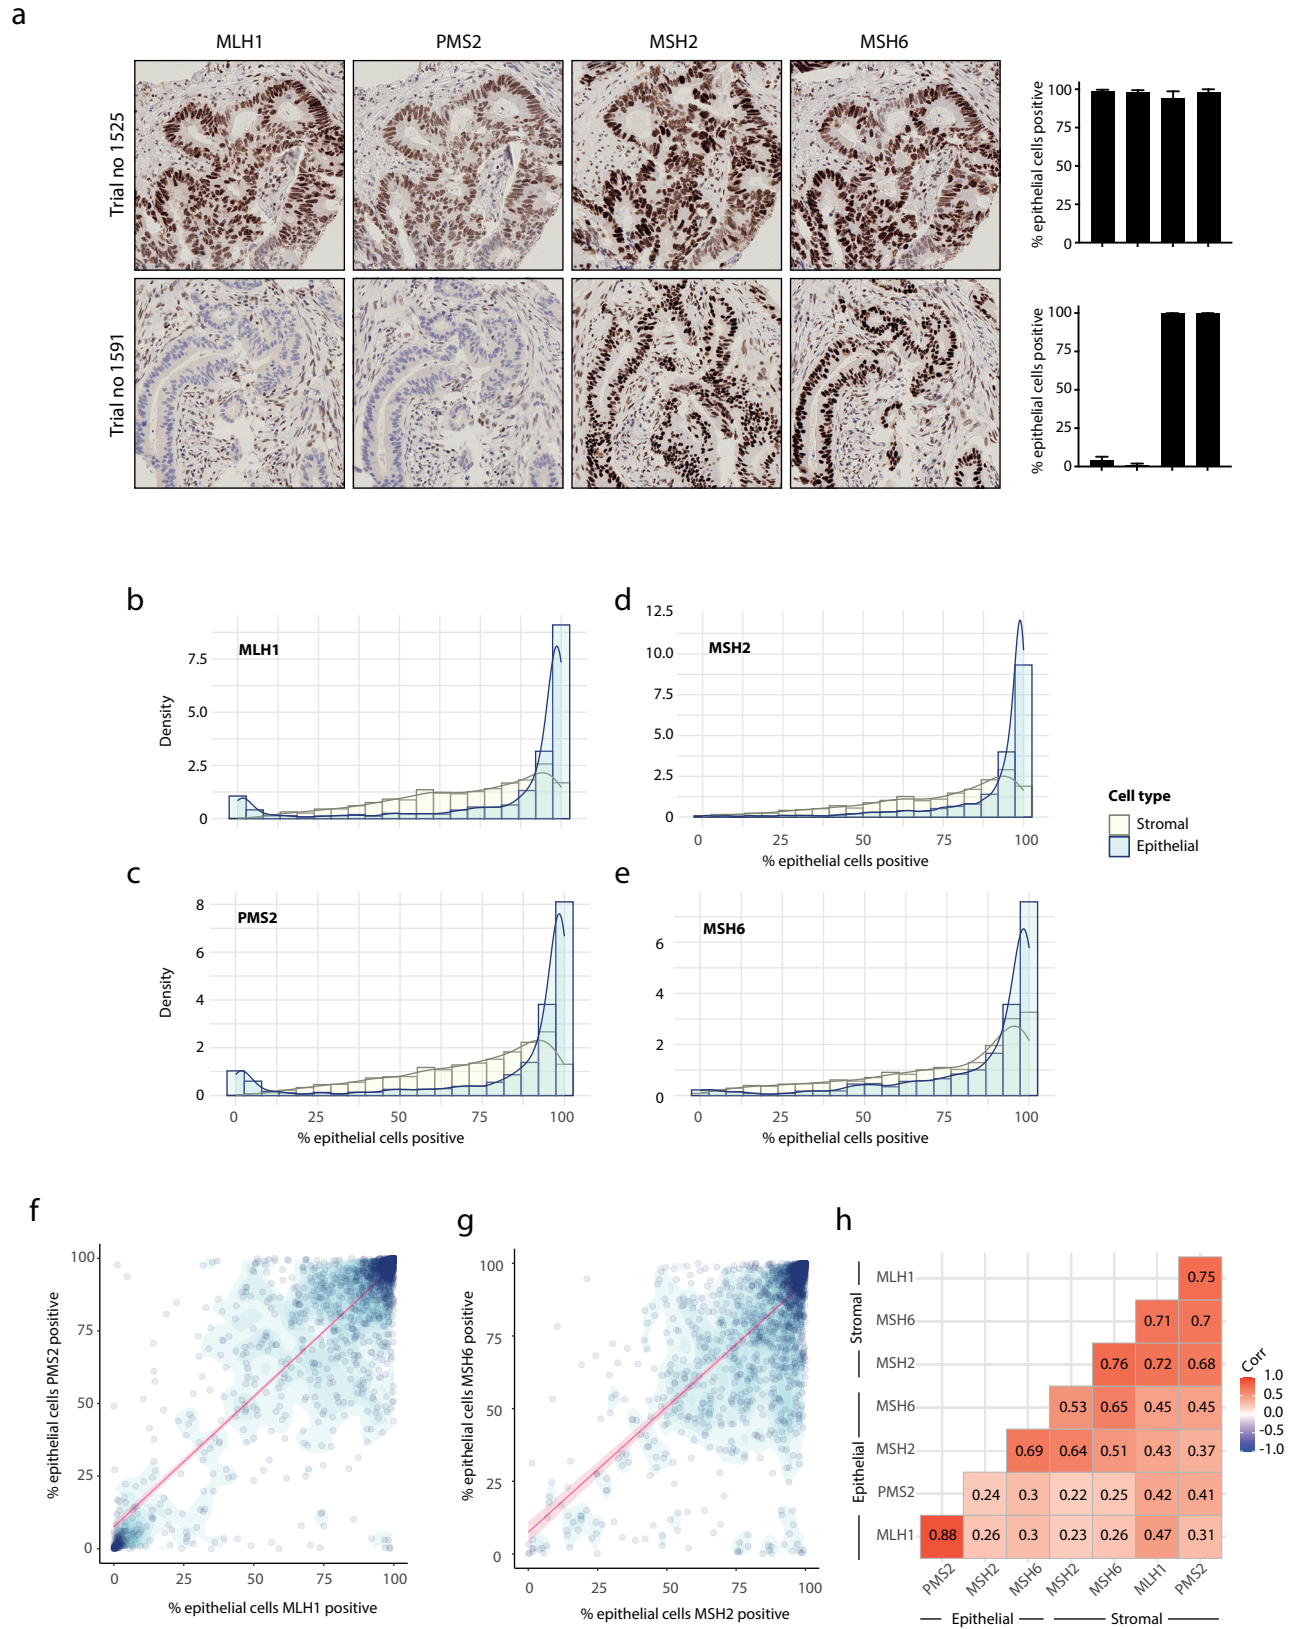 a
MLH1 PMS2 MSH2 MSH6
Trial no 1525
% epithelial cells positive
100
75
50
25
0
Trial no 1591
% epithelial cells positive
100
75
50
25
0
b
MLH1
Density
7.5
5.0
2.5
0
d
MSH2
12.5
10.0
7.5
5.0
2.5
0
25 50 75 100
% epithelial cells positive
Cell type
Stromal
Epithelial
c
PMS2
Density
8
6
4
2
0
0 25 50 75 100
% epithelial cells positive
e
MSH6
6
4
2
0
0 25 50 75 100
% epithelial cells positive
f
% epithelial cells PMS2 positive
100
75
50
25
0
0 25 50 75 100
% epithelial cells MLH1 positive
g
% epithelial cells MSH6 positive
100
75
50
25
0
0 25 50 75 100
% epithelial cells MSH2 positive
h
Stromal
Epithelial
MLH1 0.75
MSH6 0.71 0.7
MSH2 0.76 0.72 0.68
MSH6 0.53 0.65 0.45 0.45
MSH2 0.69 0.64 0.51 0.43 0.37
PMS2 0.24 0.3 0.22 0.25 0.42 0.41
MLH1 0.88 0.26 0.3 0.23 0.26 0.47 0.31
PMS2 MSH2 MSH6 MSH2 MSH6 MLH1 PMS2
Epithelial Stromal
Corr
1.0
0.5
0.0
-0.5
-1.0